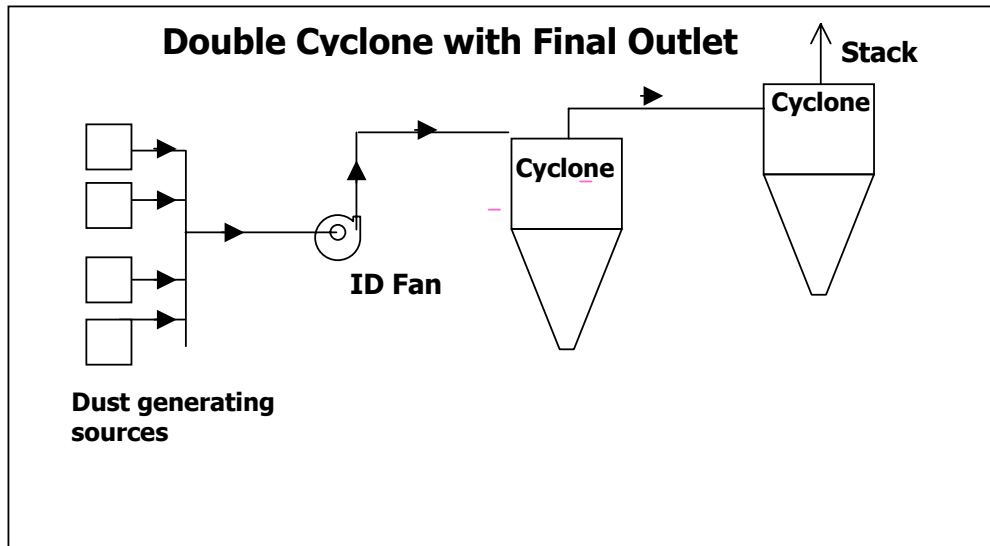 Double Cyclone with Final Outlet
Stack
Cyclone
Cyclone
ID Fan
Dust generating
sources